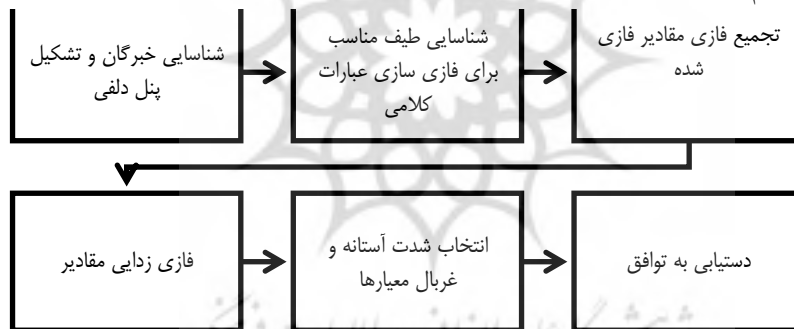 شناسایی خبرگان و تشکیل
پنل دلفی
شناسایی طیف مناسب
برای فازی سازی عبارات
کلامی
تجمیع فازی مقادیر فازی
شده
فازی زدایی مقادیر
انتخاب شدت آستانه و
غربال معیارها
دستیابی به توافق